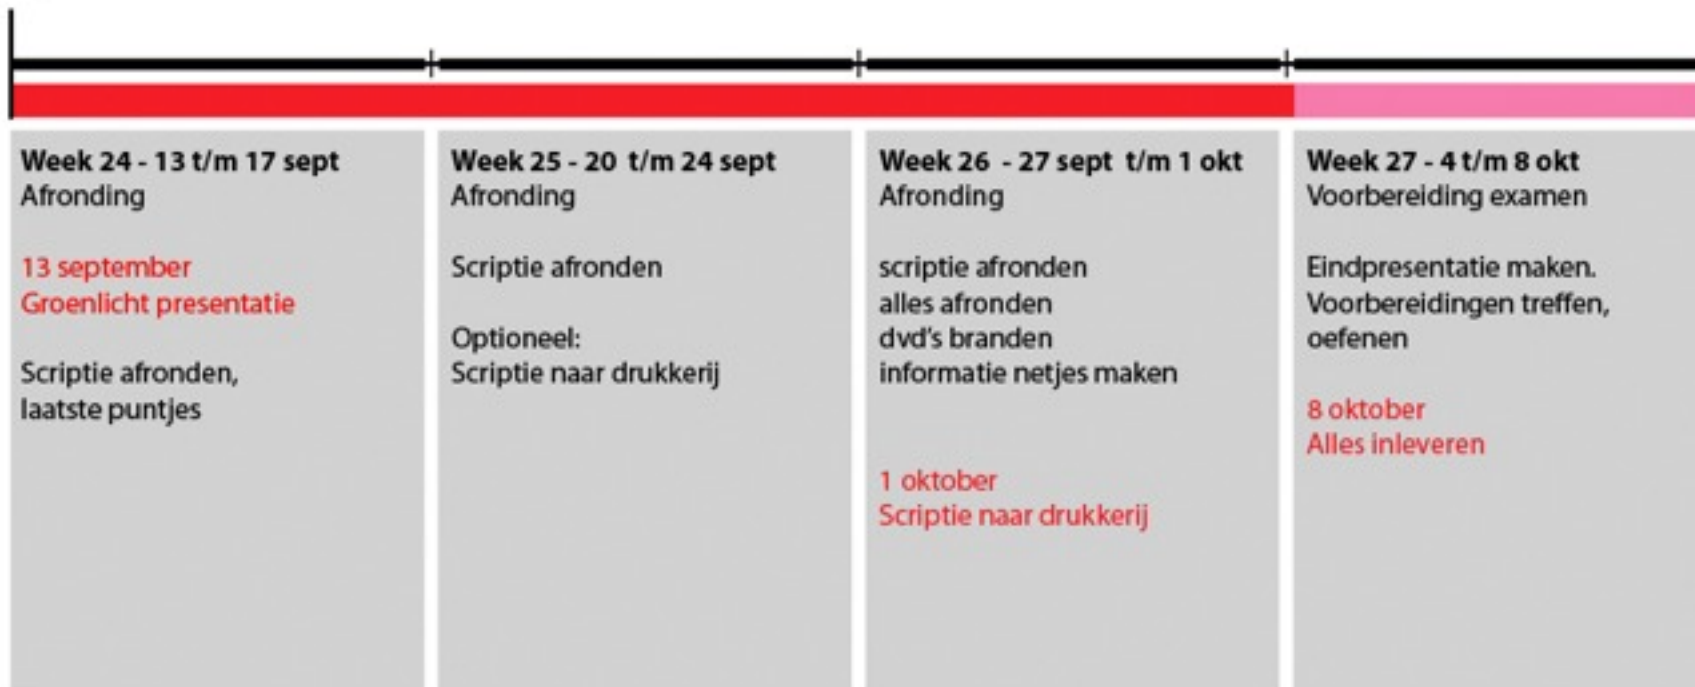 Week 24 - 13 t/m 17 sept
Afronding
13 september
Groenlicht presentatie
Scriptie afronden,
laatste puntjes
Week 25 - 20 t/m 24 sept
Afronding
Scriptie afronden
Optioneel:
Scriptie naar drukkerij
Week 26 - 27 sept t/m 1 okt
Afronding
scriptie afronden
alles afronden
dvd's branden
informatie netjes maken
1 oktober
Scriptie naar drukkerij
Week 27 - 4 t/m 8 okt
Voorbereiding examen
Eindpresentatie maken.
Voorbereidingen treffen,
oefenen
8 oktober
Alles inleveren